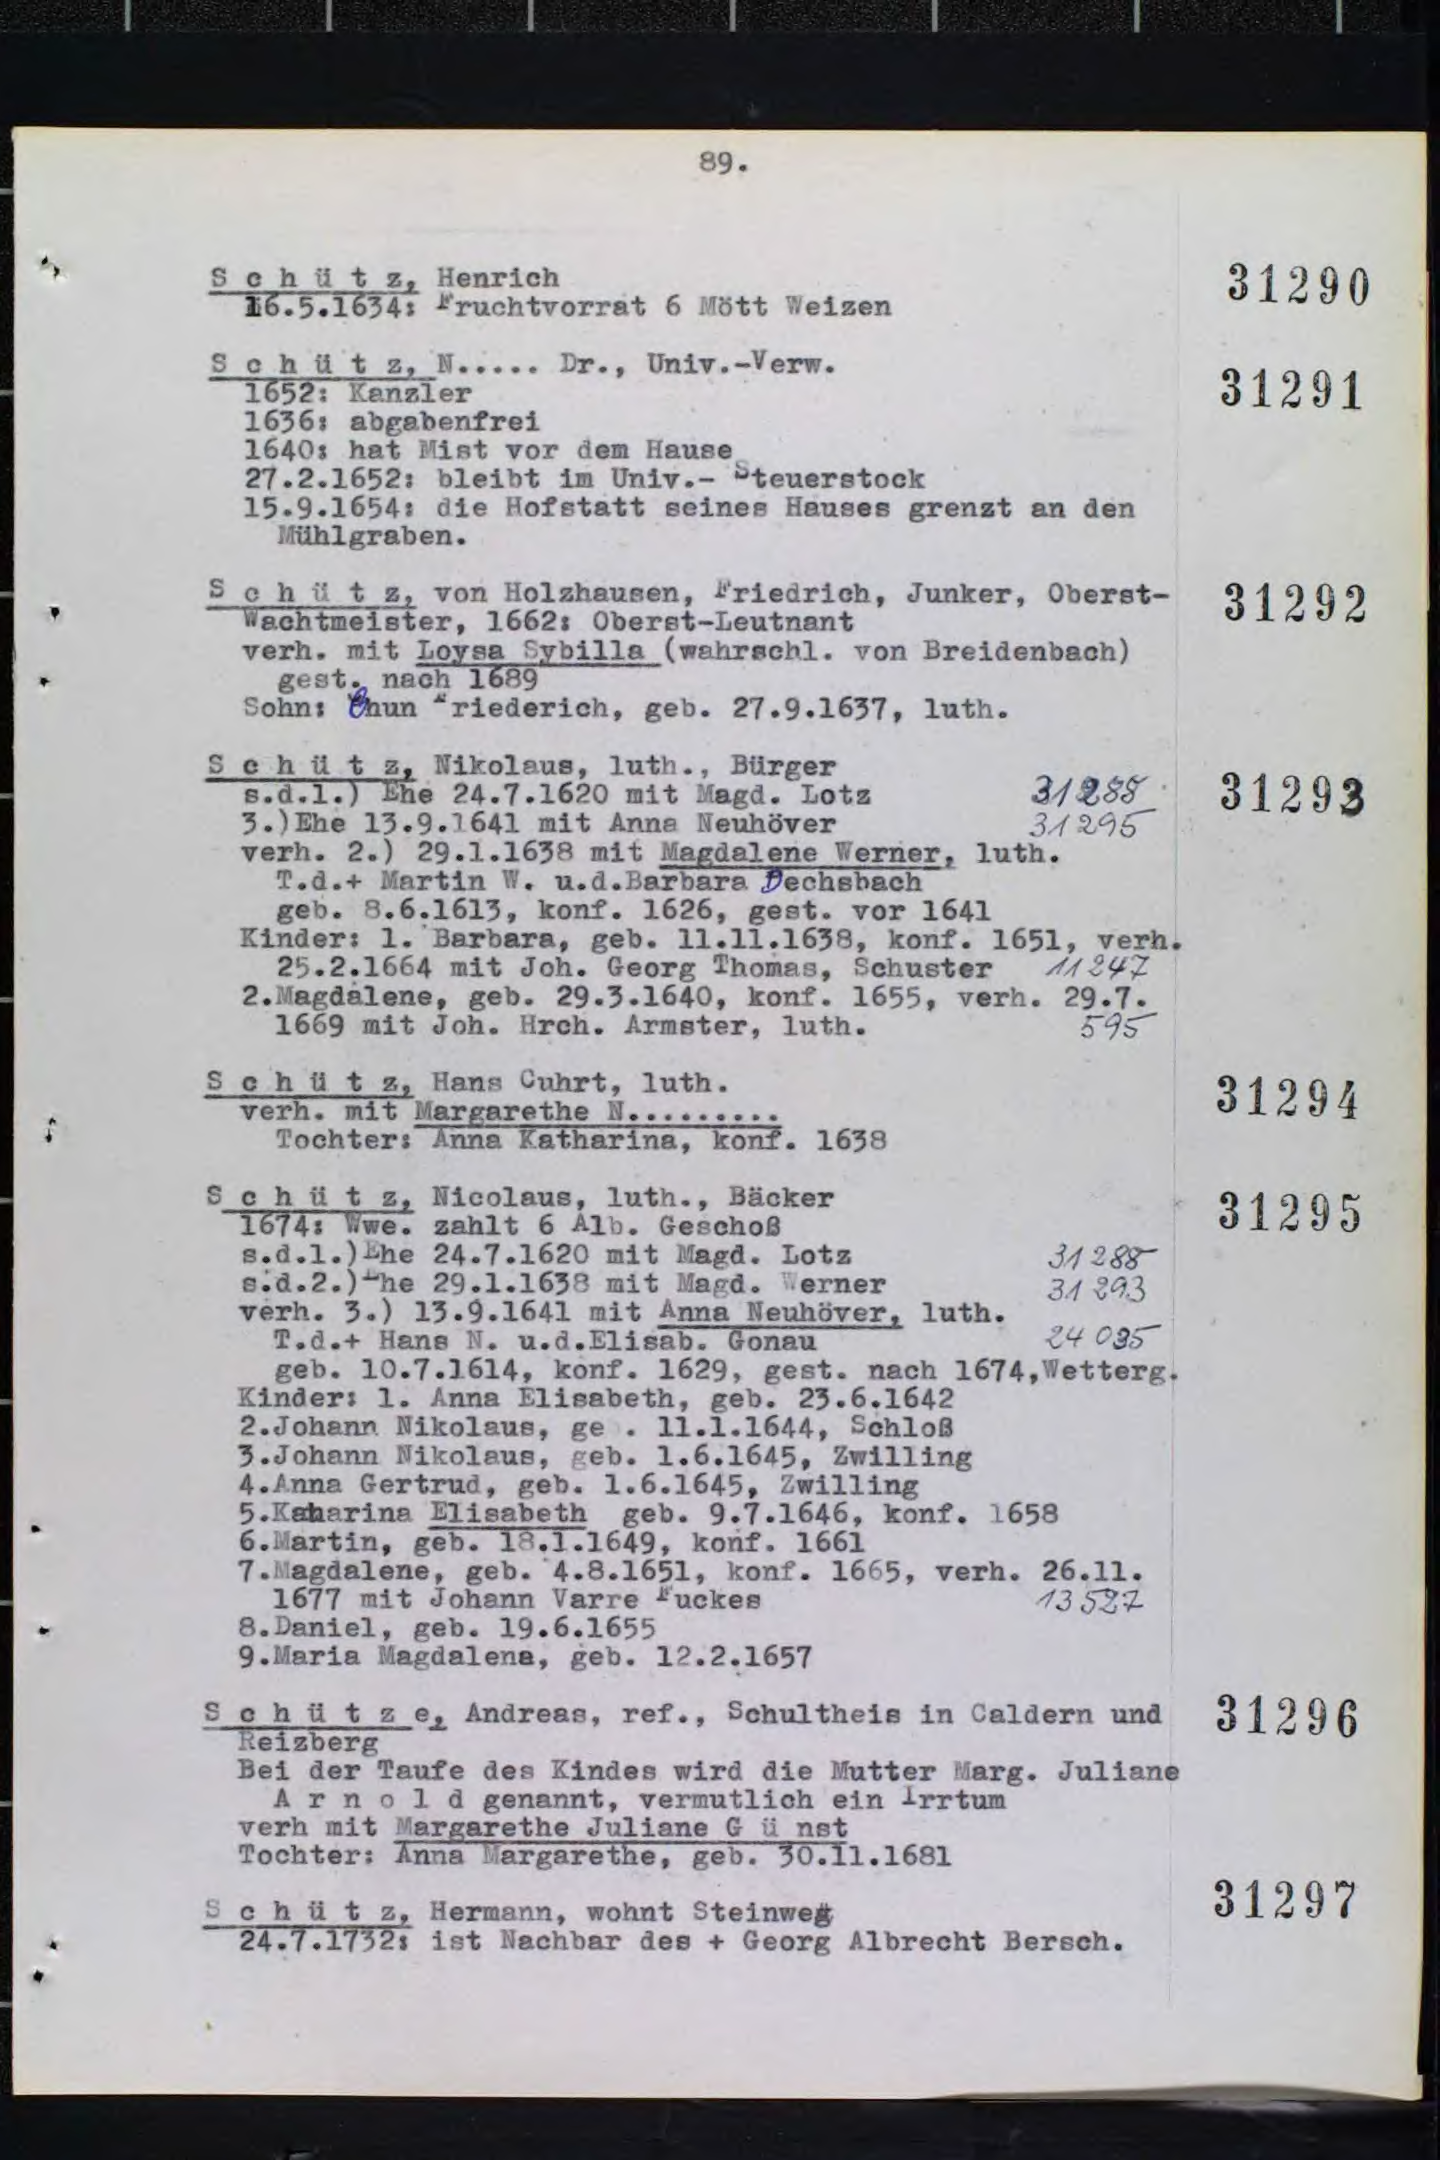 89.
S c h ü t z, Henrich 31290
16.5.1634: Fruchtvorrat 6 Mött Weizen
S c h ü t z, N..... Dr., Univ.-Verw. 31291
1652: Kanzler
1636: abgabenfrei
1640: hat Mist vor dem Hause
27.2.1652: bleibt im Univ.- Steuerstock
15.9.1654: die Hofstatt seines Hauses grenzt an den
Mühlgraben.
S c h ü t z, von Holzhausen, Friedrich, Junker, Oberst- 31292
Wachtmeister, 1662: Oberst-Leutnant
verh. mit Loysa Sybilla (wahrschl. von Breidenbach)
gest. nach 1689
Sohn: Chun Friederich, geb. 27.9.1637, luth.
S c h ü t z, Nikolaus, luth., Bürger 31293
s.d.1.) Ehe 24.7.1620 mit Magd. Lotz 31288
3.)Ehe 13.9.1641 mit Anna Neuhöver 31295
verh. 2.) 29.1.1638 mit Magdalene Werner, luth.
T.d.+ Martin W. u.d.Barbara Dechsbach
geb. 8.6.1613, konf. 1626, gest. vor 1641
Kinder: 1. Barbara, geb. 11.11.1638, konf. 1651, verh.
25.2.1664 mit Joh. Georg Thomas, Schuster 11247
2.Magdalene, geb. 29.3.1640, konf. 1655, verh. 29.7.
1669 mit Joh. Hrch. Armster, luth. 595
S c h ü t z, Hans Cuhrt, luth. 31294
verh. mit Margarethe N..........
Tochter: Anna Katharina, konf. 1638
S c h ü t z, Nicolaus, luth., Bäcker 31295
1674: Wwe. zahlt 6 Alb. Geschoß
s.d.1.)Ehe 24.7.1620 mit Magd. Lotz 31288
s.d.2.)Ehe 29.1.1638 mit Magd. Werner 31293
verh. 3.) 13.9.1641 mit Anna Neuhöver, luth.
T.d.+ Hans N. u.d.Elisab. Gonau 24035
geb. 10.7.1614, konf. 1629, gest. nach 1674,Wetterg.
Kinder: 1. Anna Elisabeth, geb. 23.6.1642
2.Johann Nikolaus, ge . 11.1.1644, Schloß
3.Johann Nikolaus, geb. 1.6.1645, Zwilling
4.Anna Gertrud, geb. 1.6.1645, Zwilling
5.Katharina Elisabeth geb. 9.7.1646, konf. 1658
6.Martin, geb. 18.1.1649, konf. 1661
7.Magdalene, geb. 4.8.1651, konf. 1665, verh. 26.11.
1677 mit Johann Varre Fuckes 13527
8.Daniel, geb. 19.6.1655
9.Maria Magdalena, geb. 12.2.1657
S c h ü t z e, Andreas, ref., Schultheis in Caldern und 31296
Reizberg
Bei der Taufe des Kindes wird die Mutter Marg. Juliane
A r n o l d genannt, vermutlich ein Irrtum
verh mit Margarethe Juliane G ü nst
Tochter: Anna Margarethe, geb. 30.11.1681
S c h ü t z, Hermann, wohnt Steinweg 31297
24.7.1732: ist Nachbar des + Georg Albrecht Bersch.